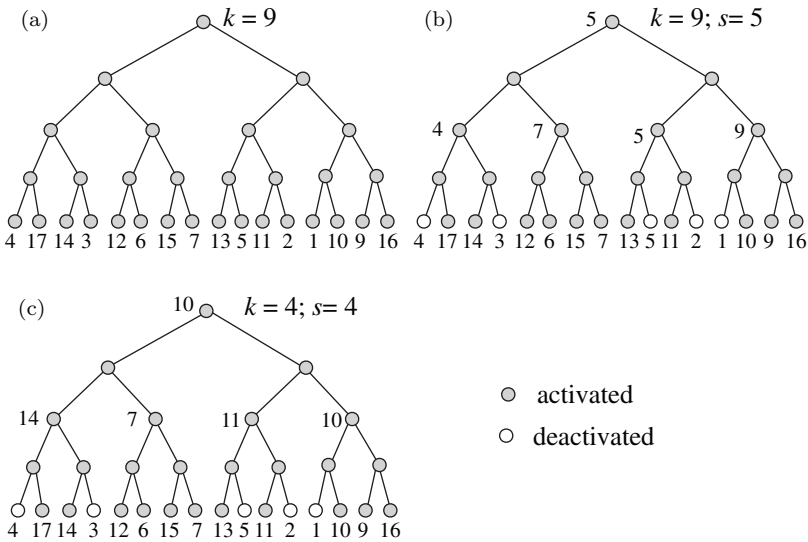 (a) k = 9
4 17 14 3 12 6 15 7 13 5 11 2 1 10 9 16
(b) 5 k = 9; s= 5
4 7 5 9
4 17 14 3 12 6 15 7 13 5 11 2 1 10 9 16
(c) 10 k = 4; s= 4
14 7 11 10
4 17 14 3 12 6 15 7 13 5 11 2 1 10 9 16
activated
deactivated